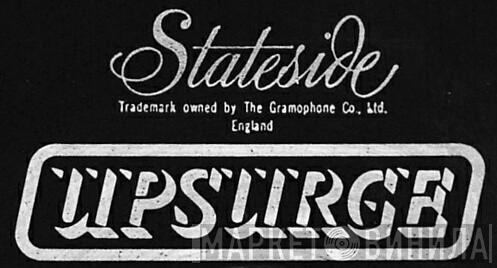 Stateside
Trademark owned by The Gramophone Co., Ltd.
England
UPSURGE
МАРКЕТ ВИНИЛА